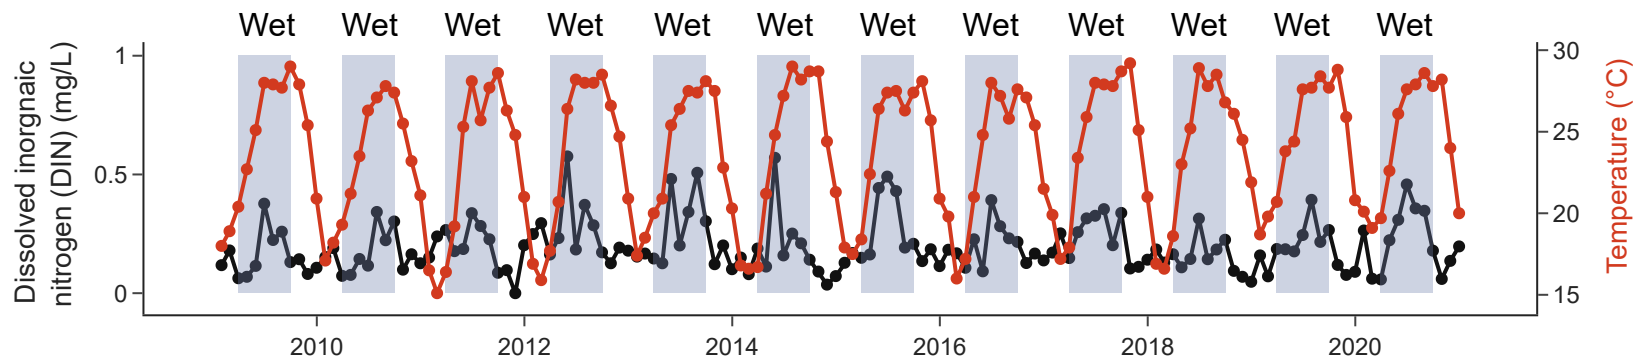 Wet Wet Wet Wet Wet Wet Wet Wet Wet Wet Wet Wet
Dissolved inorgnaic
nitrogen (DIN) (mg/L)
1
0.5
0
30
25
20
15
Temperature (°C)
2010 2012 2014 2016 2018 2020